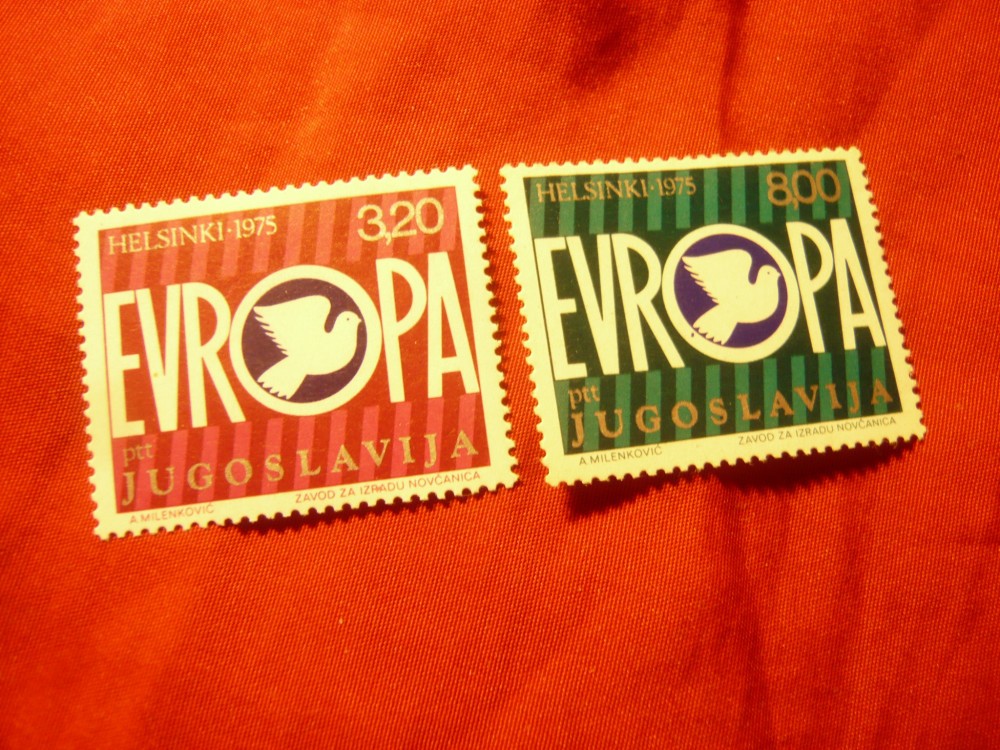 HELSINKI·1975 3,20
EVROPA
ptt
JUGOSLAVIJA
A.MILENKOVIĆ ZAVOD ZA IZRADU NOVČANICA
HELSINKI·1975 8,00
EVROPA
ptt
JUGOSLAVIJA
A.MILENKOVIĆ ZAVOD ZA IZRADU NOVČANICA